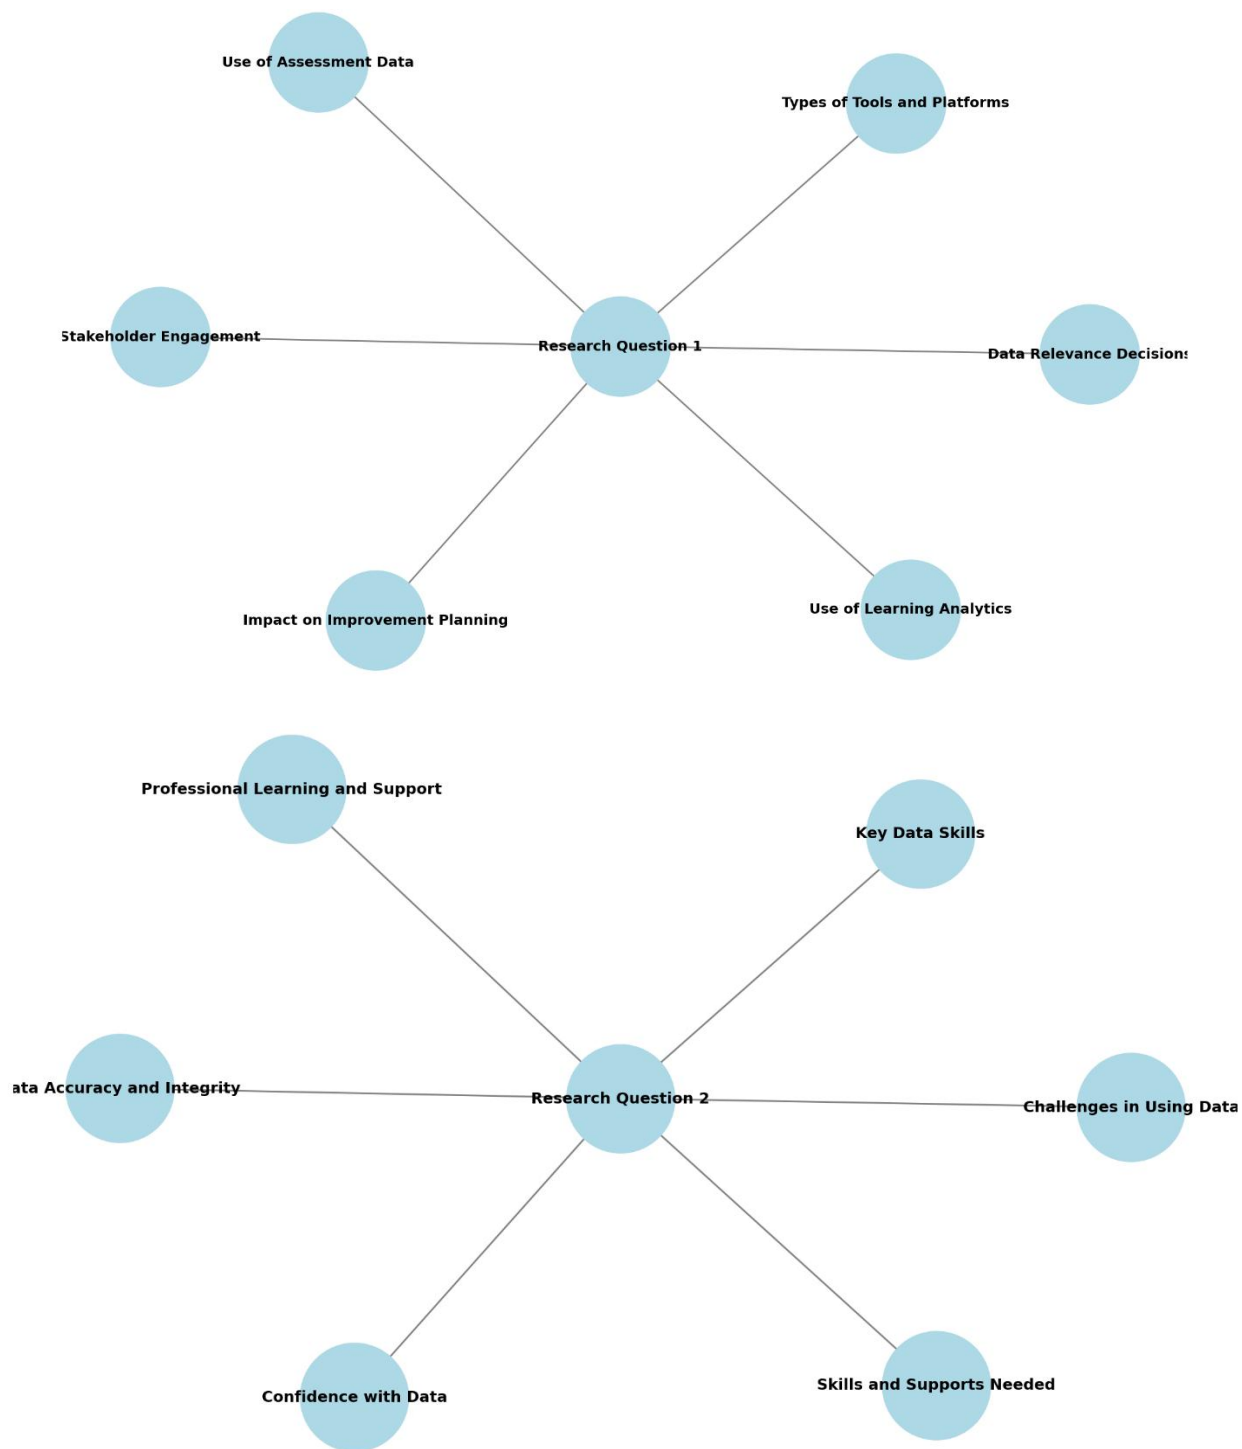 Use of Assessment Data
Types of Tools and Platforms
Stakeholder Engagement
Research Question 1
Data Relevance Decisions
Impact on Improvement Planning
Use of Learning Analytics
Professional Learning and Support
Key Data Skills
ata Accuracy and Integrity
Research Question 2
Challenges in Using Data
Confidence with Data
Skills and Supports Needed